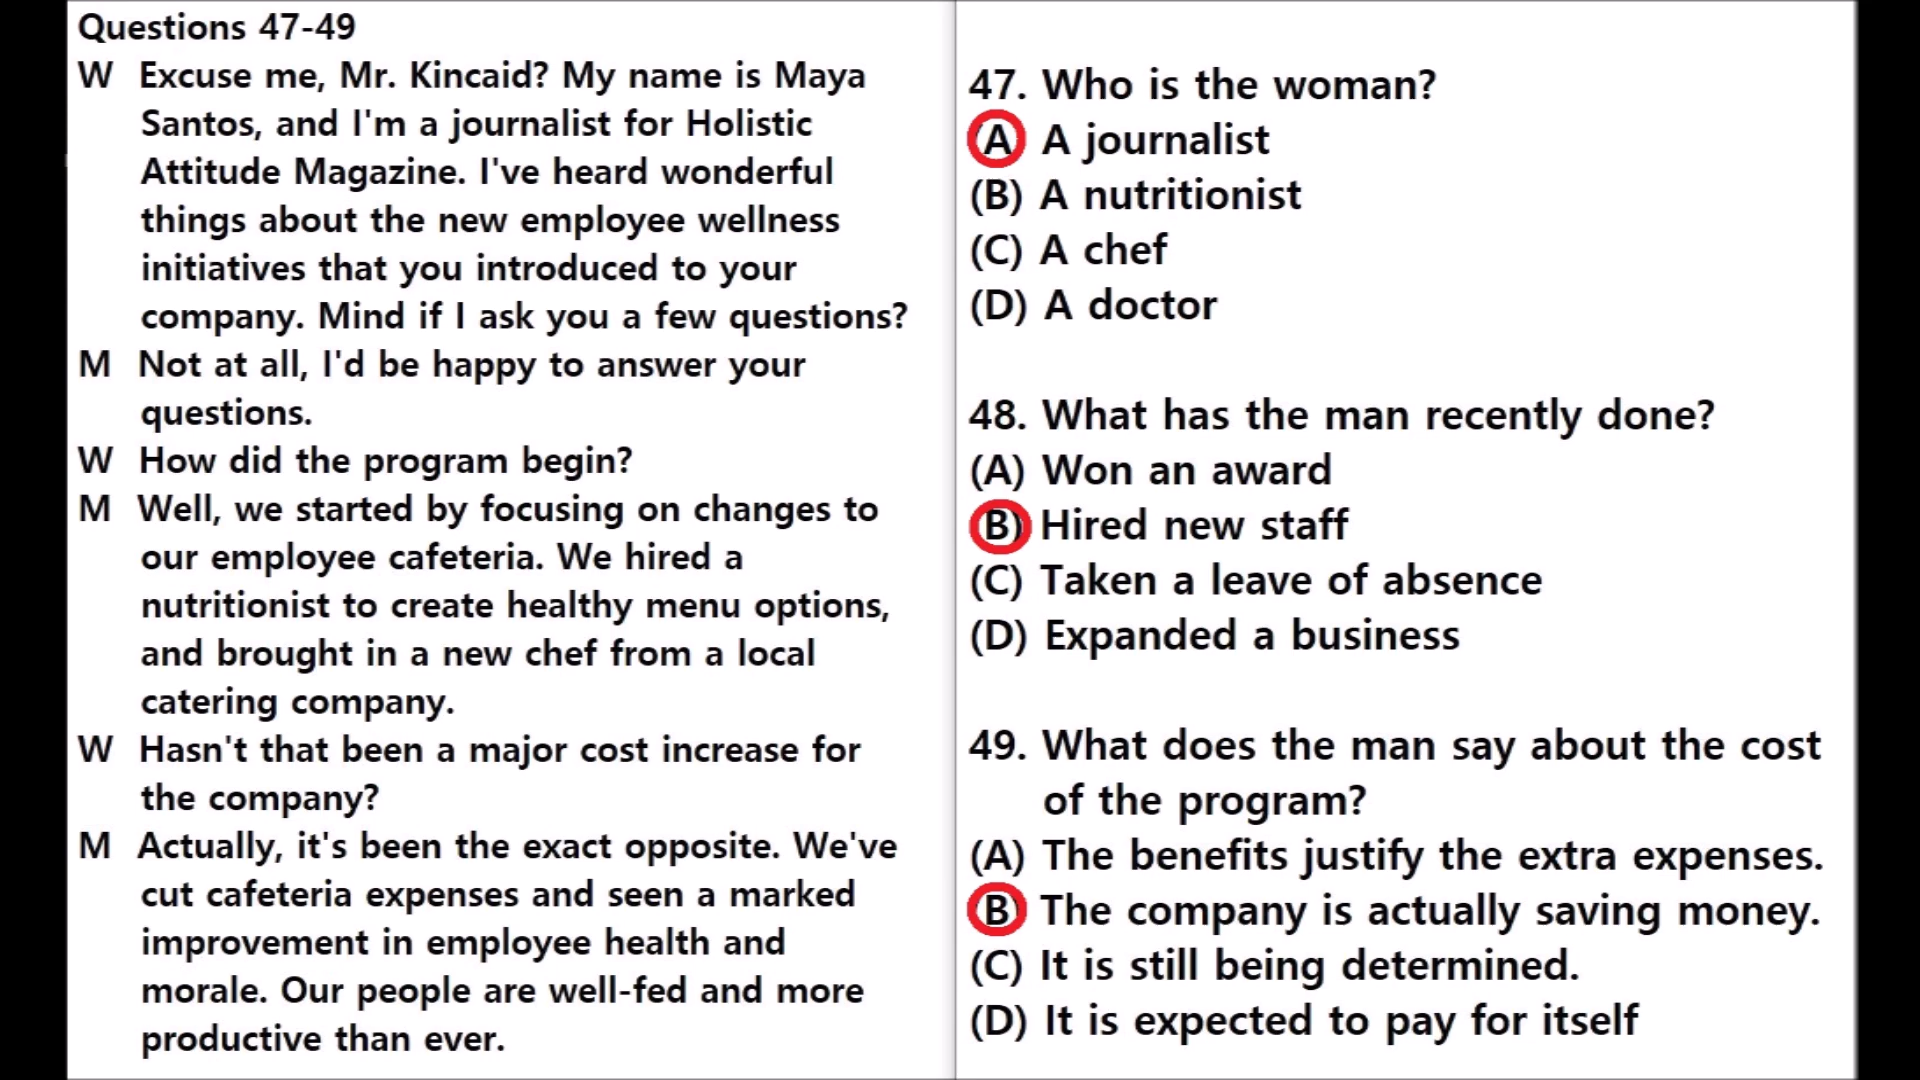 Questions 47-49
W Excuse me, Mr. Kincaid? My name is Maya
Santos, and I'm a journalist for Holistic
Attitude Magazine. I've heard wonderful
things about the new employee wellness
initiatives that you introduced to your
company. Mind if I ask you a few questions?
M Not at all, I'd be happy to answer your
questions.
W How did the program begin?
M Well, we started by focusing on changes to
our employee cafeteria. We hired a
nutritionist to create healthy menu options,
and brought in a new chef from a local
catering company.
W Hasn't that been a major cost increase for
the company?
M Actually, it's been the exact opposite. We've
cut cafeteria expenses and seen a marked
improvement in employee health and
morale. Our people are well-fed and more
productive than ever.
47. Who is the woman?
(A) A journalist
(B) A nutritionist
(C) A chef
(D) A doctor
48. What has the man recently done?
(A) Won an award
(B) Hired new staff
(C) Taken a leave of absence
(D) Expanded a business
49. What does the man say about the cost
of the program?
(A) The benefits justify the extra expenses.
(B) The company is actually saving money.
(C) It is still being determined.
(D) It is expected to pay for itself